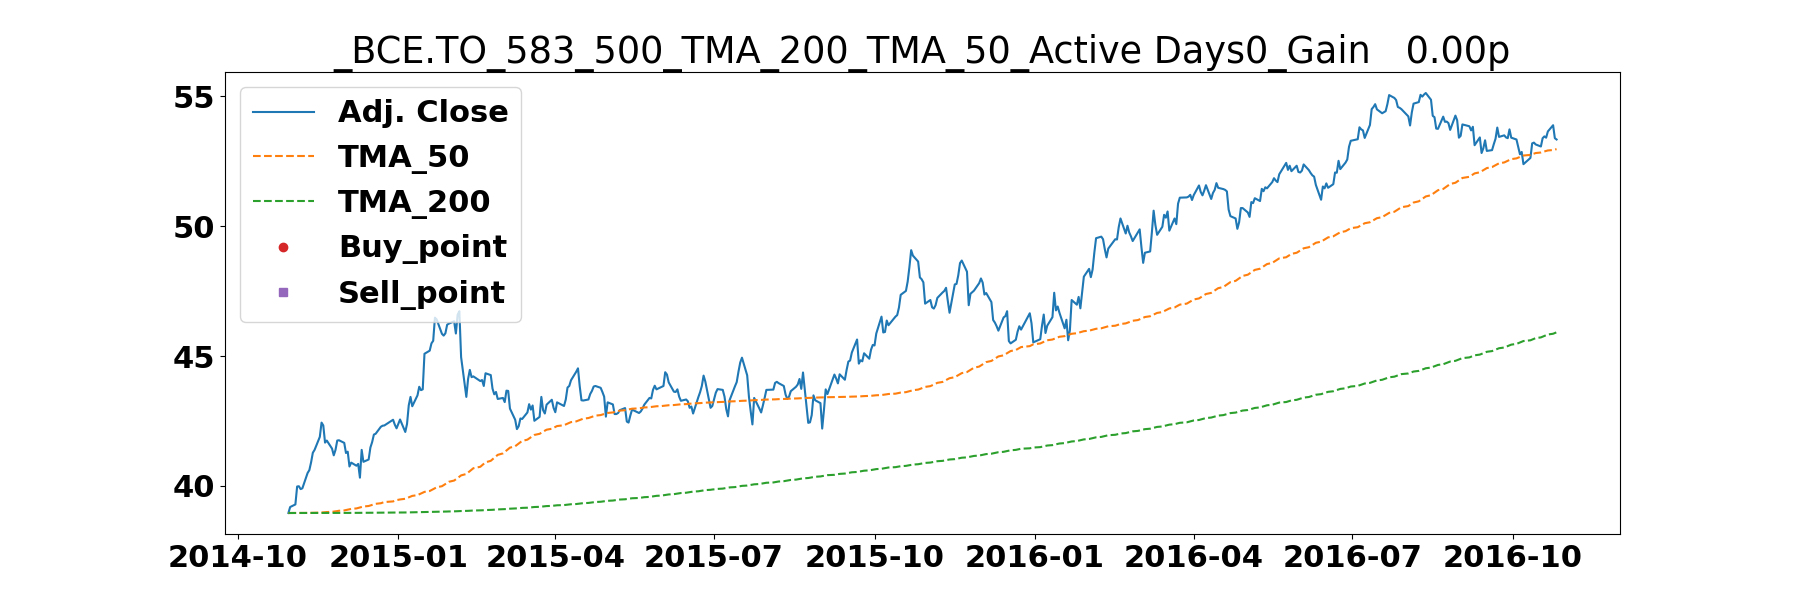 _BCE.TO_583_500_TMA_200_TMA_50_Active Days0_Gain   0.00p
55
50
45
40
Adj. Close
TMA_50
TMA_200
Buy_point
Sell_point
2014-10 2015-01 2015-04 2015-07 2015-10 2016-01 2016-04 2016-07 2016-10